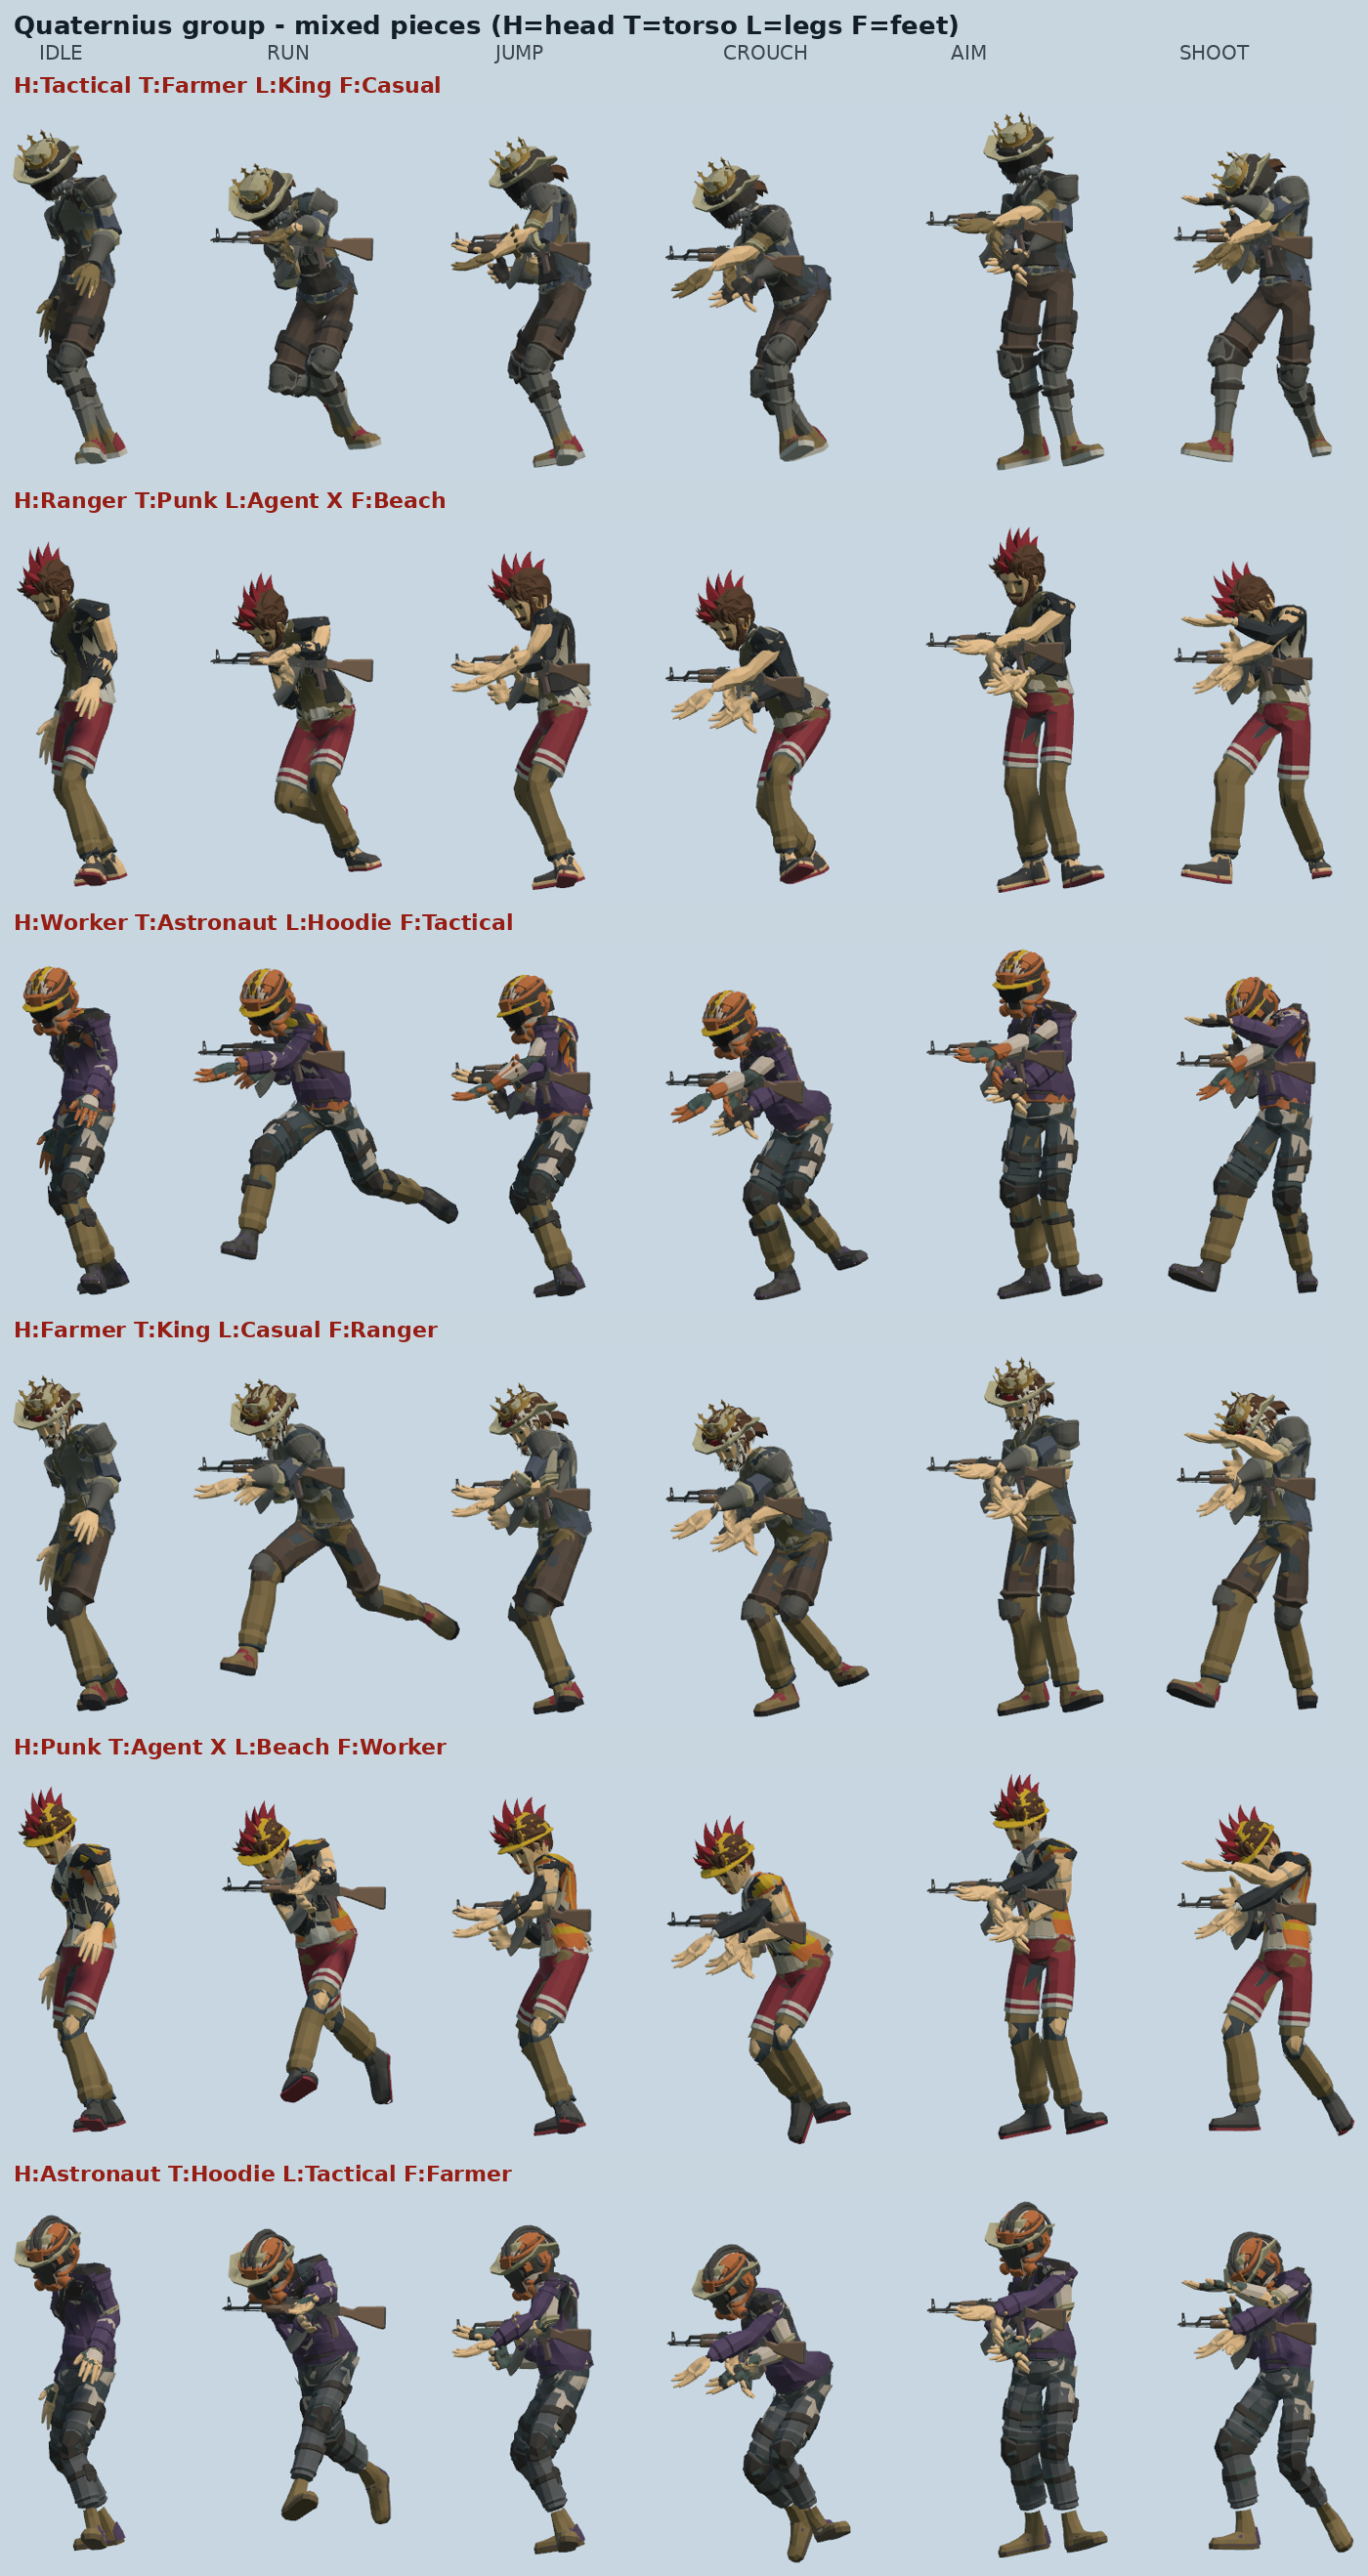 Quaternius group - mixed pieces (H=head T=torso L=legs F=feet)
IDLE RUN JUMP CROUCH AIM SHOOT
H:Tactical T:Farmer L:King F:Casual
H:Ranger T:Punk L:Agent X F:Beach
H:Worker T:Astronaut L:Hoodie F:Tactical
H:Farmer T:King L:Casual F:Ranger
H:Punk T:Agent X L:Beach F:Worker
H:Astronaut T:Hoodie L:Tactical F:Farmer